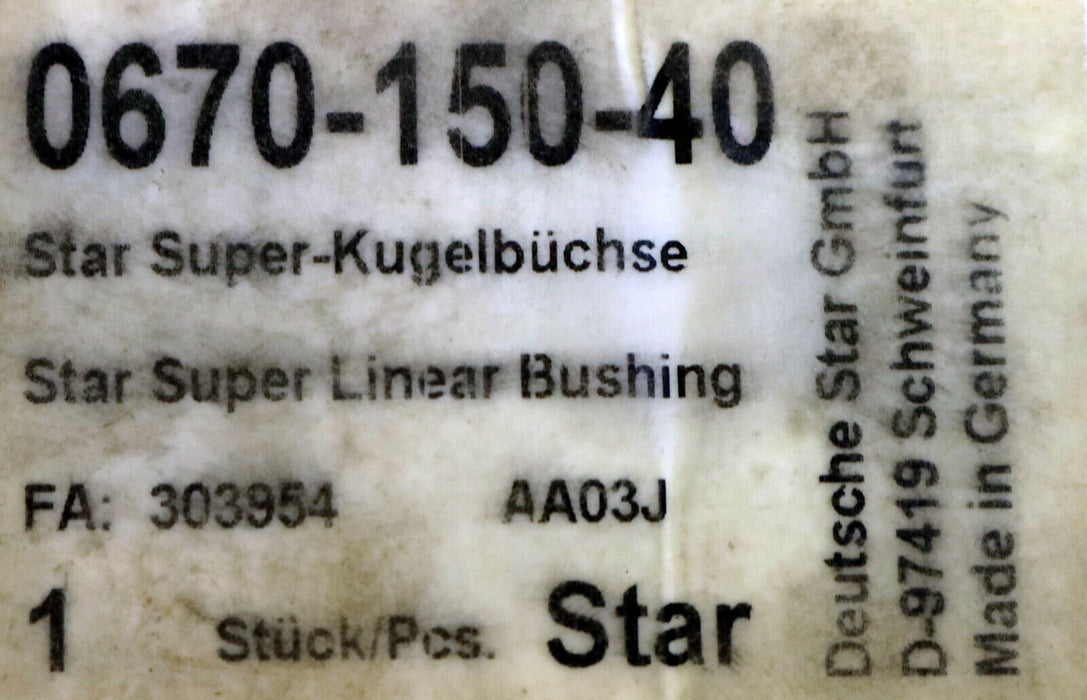 0670-150-40
Star Super-Kugelbüchse
Star Super Linear Bushing
FA: 303954 AA03J
1 Stück/Pcs. Star
Deutsche Star GmbH
D-97419 Schweinfurt
Made in Germany